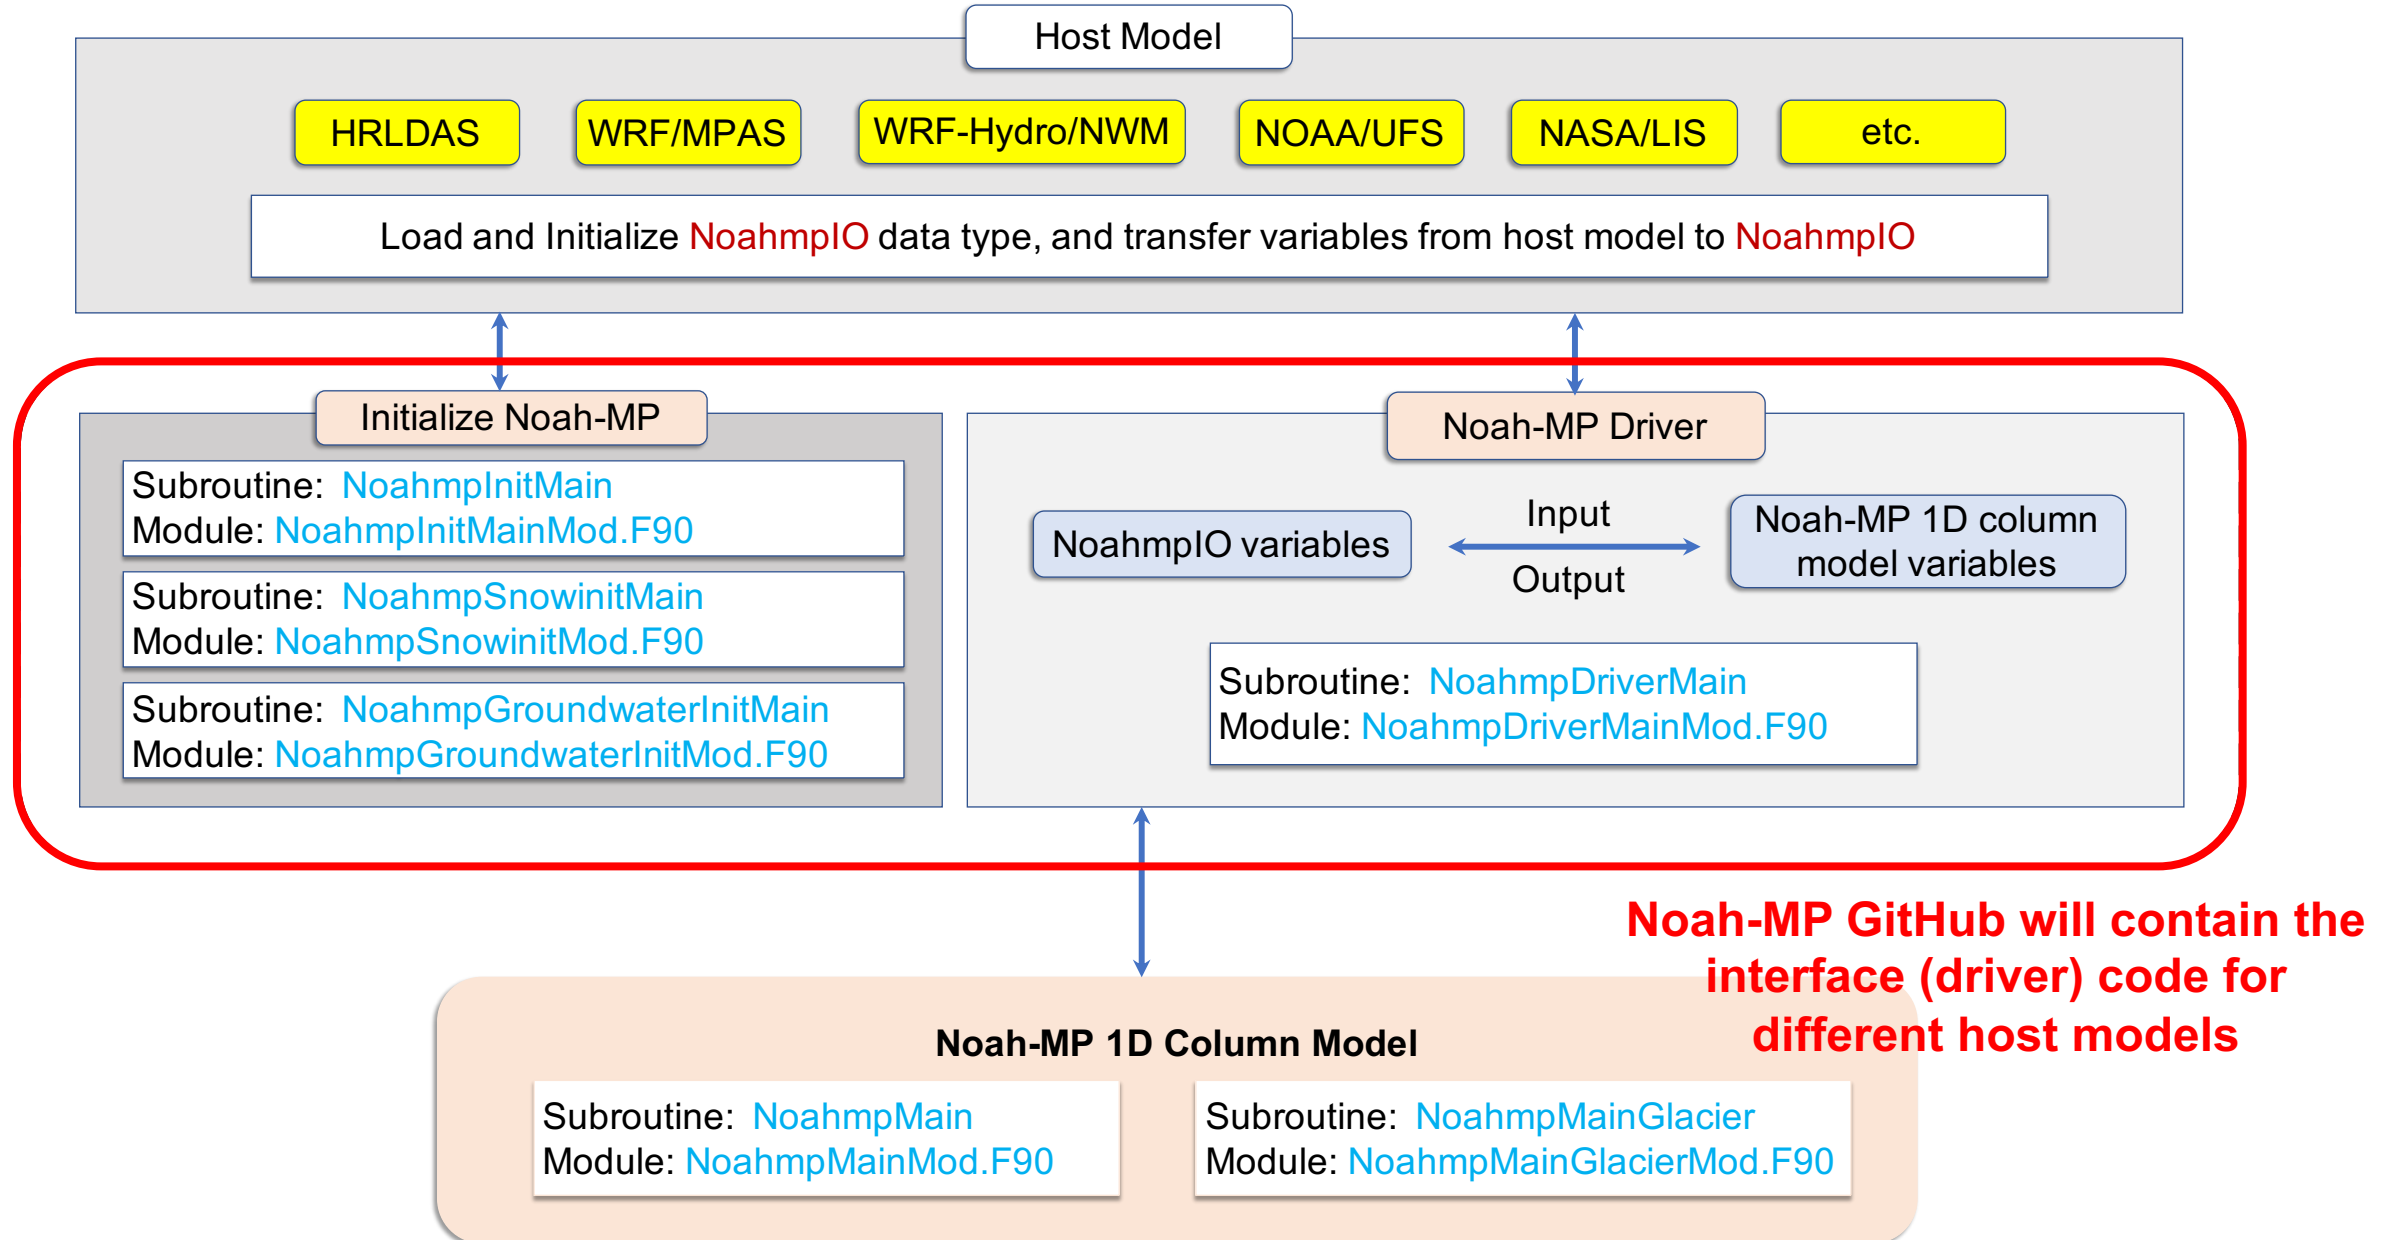 Host Model
HRLDAS
WRF/MPAS
WRF-Hydro/NWM
NOAA/UFS
NASA/LIS
etc.
Load and Initialize NoahmpIO data type, and transfer variables from host model to NoahmpIO
Initialize Noah-MP
Subroutine: NoahmpInitMain
Module: NoahmpInitMainMod.F90
Subroutine: NoahmpSnowinitMain
Module: NoahmpSnowinitMod.F90
Subroutine: NoahmpGroundwaterInitMain
Module: NoahmpGroundwaterInitMod.F90
Noah-MP Driver
NoahmpIO variables
Input
Output
Noah-MP 1D column
model variables
Subroutine: NoahmpDriverMain
Module: NoahmpDriverMainMod.F90
Noah-MP GitHub will contain the
interface (driver) code for
different host models
Noah-MP 1D Column Model
Subroutine: NoahmpMain
Module: NoahmpMainMod.F90
Subroutine: NoahmpMainGlacier
Module: NoahmpMainGlacierMod.F90